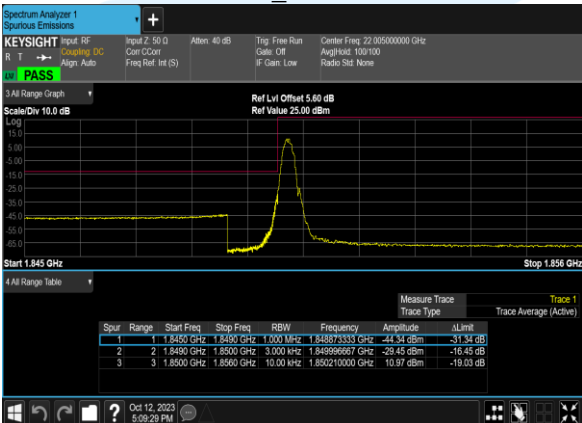 Spectrum Analyzer 1
Spurious Emissions
+
KEYSIGHT Input: RF Input Z: 50 Ω Atten: 40 dB Trig: Free Run Center Freq: 22.005000000 GHz
R T Coupling: DC Corr CCorr Gate: Off Avg|Hold: 100/100
Align: Auto Freq Ref: Int (S) IF Gain: Low Radio Std: None
PASS
3 All Range Graph
Ref Lvl Offset 5.60 dB
Scale/Div 10.0 dB Ref Value 25.00 dBm
Log
15.0
5.00
-5.00
-15.0
-25.0
-35.0
-45.0
-55.0
-65.0
Start 1.845 GHz Stop 1.856 GHz
4 All Range Table
Measure Trace Trace 1
Trace Type Trace Average (Active)
Spur Range Start Freq Stop Freq RBW Frequency Amplitude ΔLimit
1 1 1.8450 GHz 1.8490 GHz 1.000 MHz 1.848873333 GHz -44.34 dBm -31.34 dB
2 2 1.8490 GHz 1.8500 GHz 3.000 kHz 1.849996667 GHz -29.45 dBm -16.45 dB
3 3 1.8500 GHz 1.8560 GHz 10.00 kHz 1.850210000 GHz 10.97 dBm -19.03 dB
? Oct 12, 2023
5:09:29 PM